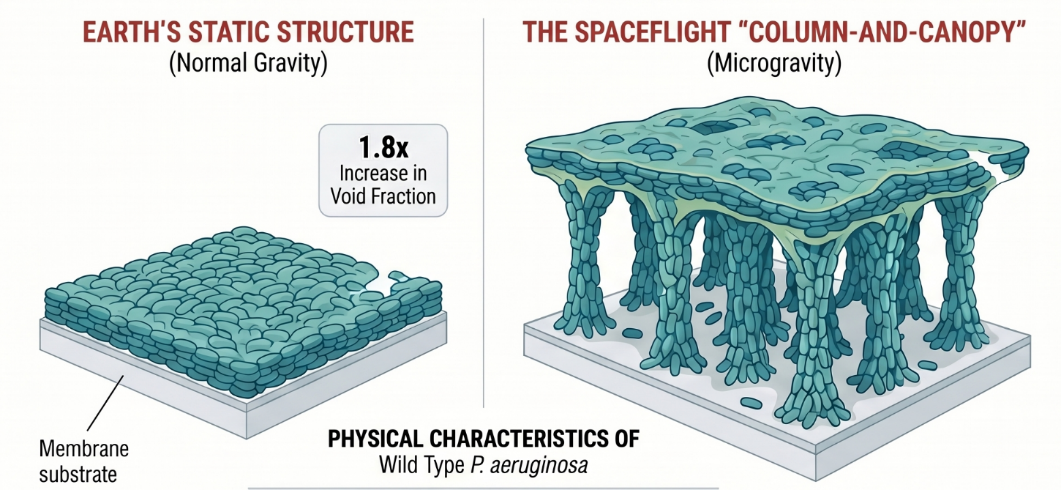 EARTH'S STATIC STRUCTURE
(Normal Gravity)
1.8x
Increase in
Void Fraction
Membrane
substrate
THE SPACEFLIGHT “COLUMN-AND-CANOPY”
(Microgravity)
PHYSICAL CHARACTERISTICS OF
Wild Type P. aeruginosa